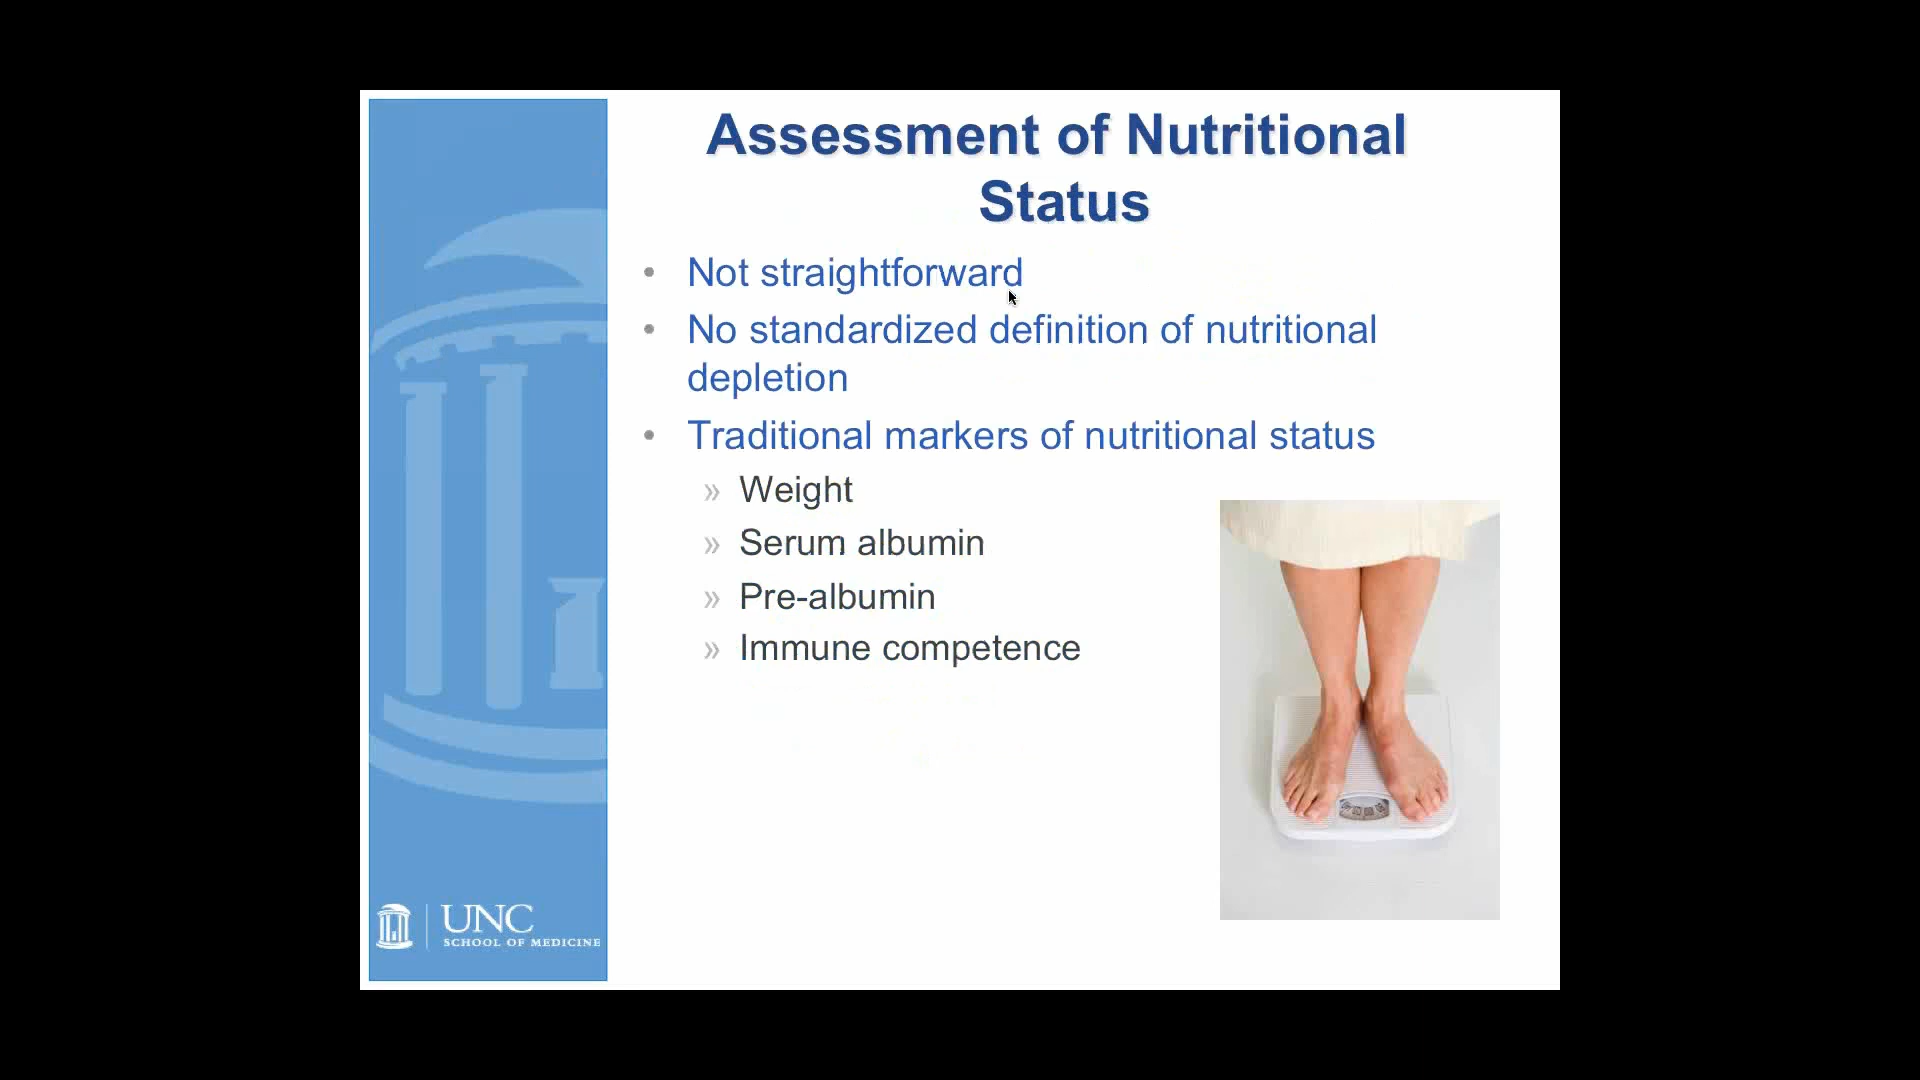 Assessment of Nutritional
Status
• Not straightforward
• No standardized definition of nutritional
depletion
• Traditional markers of nutritional status
» Weight
» Serum albumin
» Pre-albumin
» Immune competence
UNC
SCHOOL OF MEDICINE